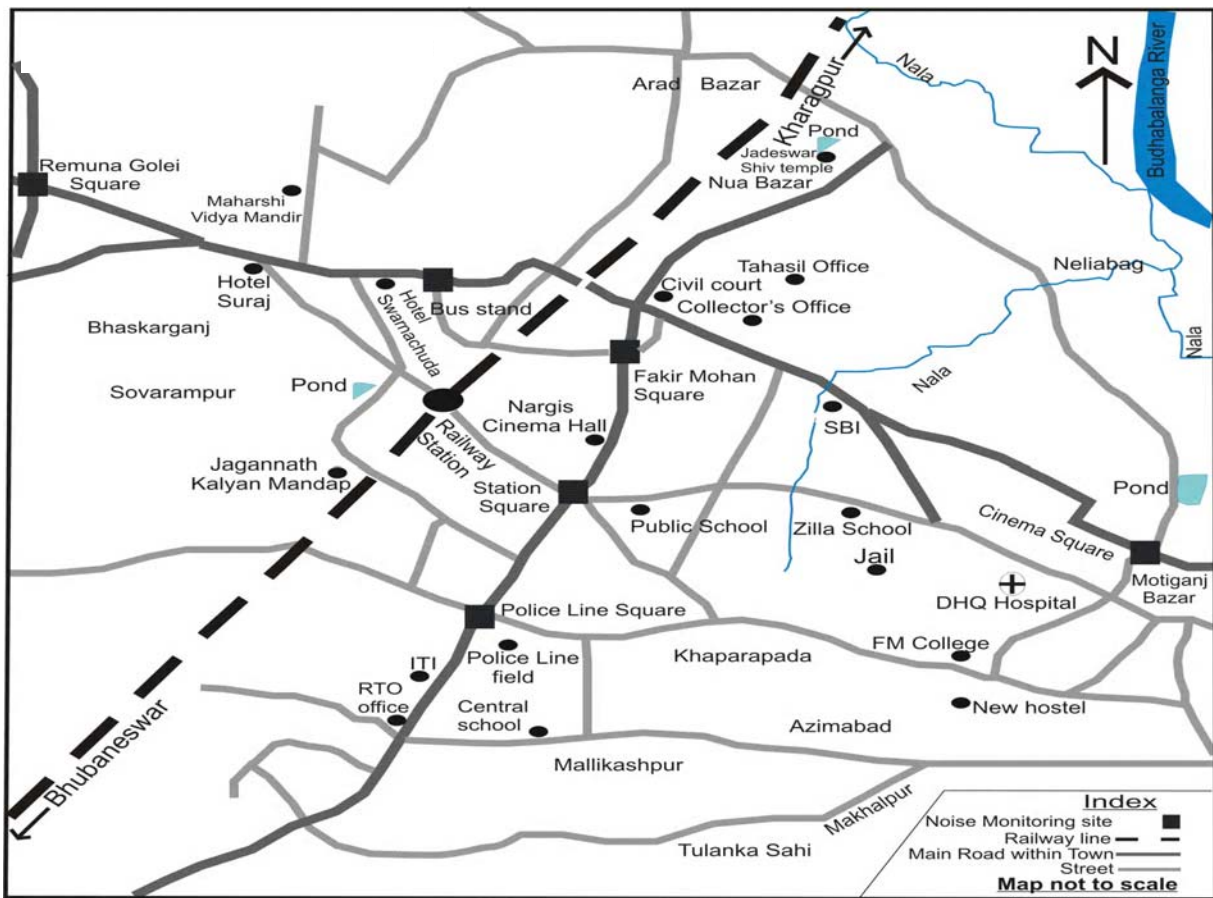 Kharagpur
Nala
N
Budhabalanga River
Arad Bazar
Pond
Jadeswar
Shiv temple
Nua Bazar
Remuna Golei
Square
Maharshi
Vidya Mandir
Hotel
Suraj
Hotel
Swarnachuda
Bus stand
Civil court
Tahasil Office
Collector's Office
Neliabag
Nala
Nala
Bhaskarganj
Sovarampur
Pond
Fakir Mohan
Square
Nargis
Cinema Hall
SBI
Railway
Station
Jagannath
Kalyan Mandap
Station
Square
Public School
Zilla School
Cinema Square
Pond
Jail
Motiganj
Bazar
DHQ Hospital
Police Line Square
Police Line
field
ITI
RTO
office
Central
school
Khaparapada
FM College
New hostel
Azimabad
Mallikashpur
Makhalpur
Tulanka Sahi
Bhubaneswar
Index
Noise Monitoring site
Railway line
Main Road within Town
Street
Map not to scale